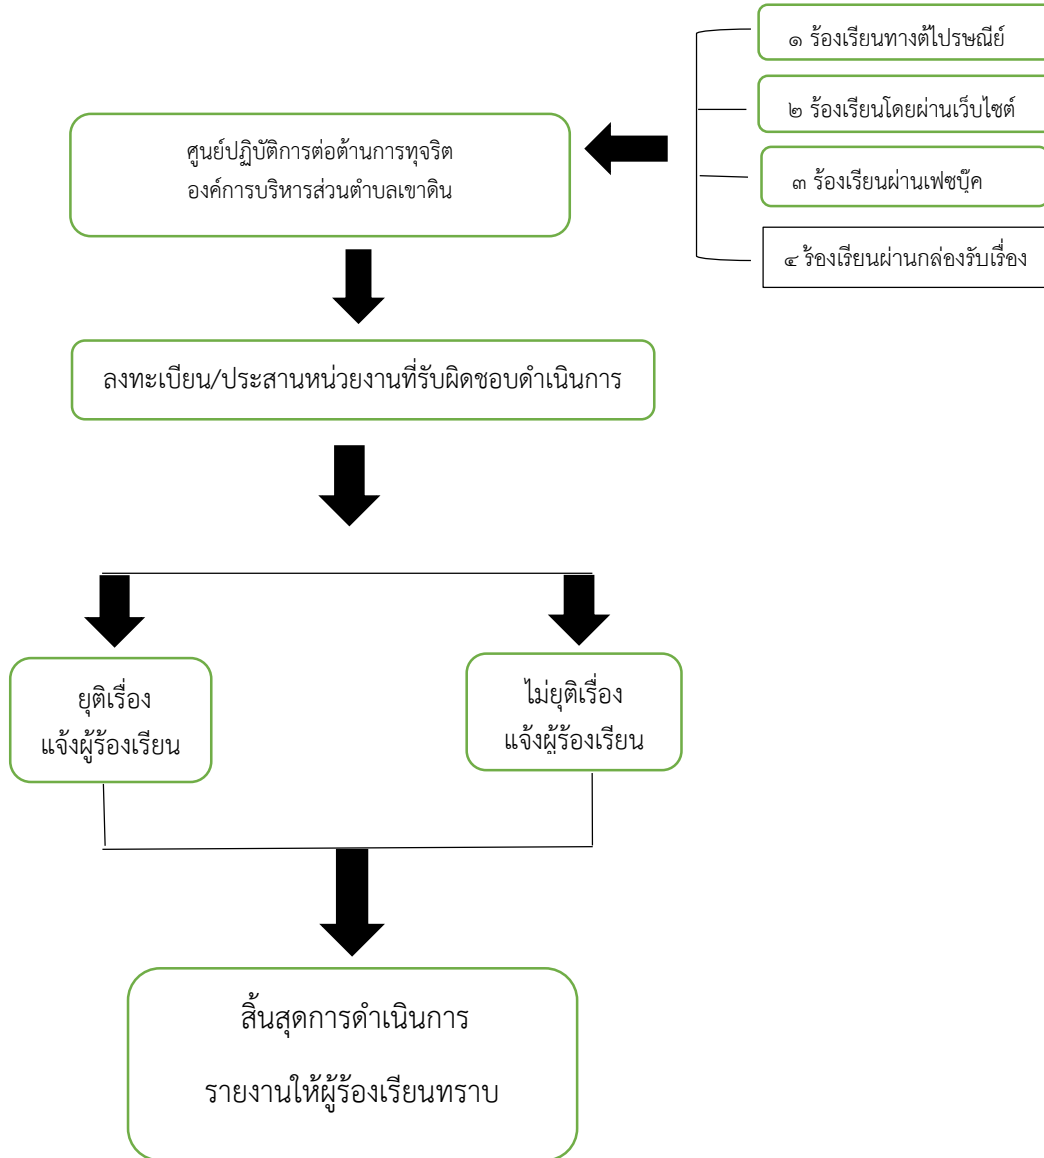 ๑ ร้องเรียนทางตู้ไปรษณีย์
๒ ร้องเรียนโดยผ่านเว็บไซต์
๓ ร้องเรียนผ่านเฟซบุ๊ค
๔ ร้องเรียนผ่านกล่องรับเรื่อง
ศูนย์ปฏิบัติการต่อต้านการทุจริต
องค์การบริหารส่วนตำบลเขาดิน
ลงทะเบียน/ประสานหน่วยงานที่รับผิดชอบดำเนินการ
ยุติเรื่อง
แจ้งผู้ร้องเรียน
ไม่ยุติเรื่อง
แจ้งผู้ร้องเรียน
สิ้นสุดการดำเนินการ
รายงานให้ผู้ร้องเรียนทราบ